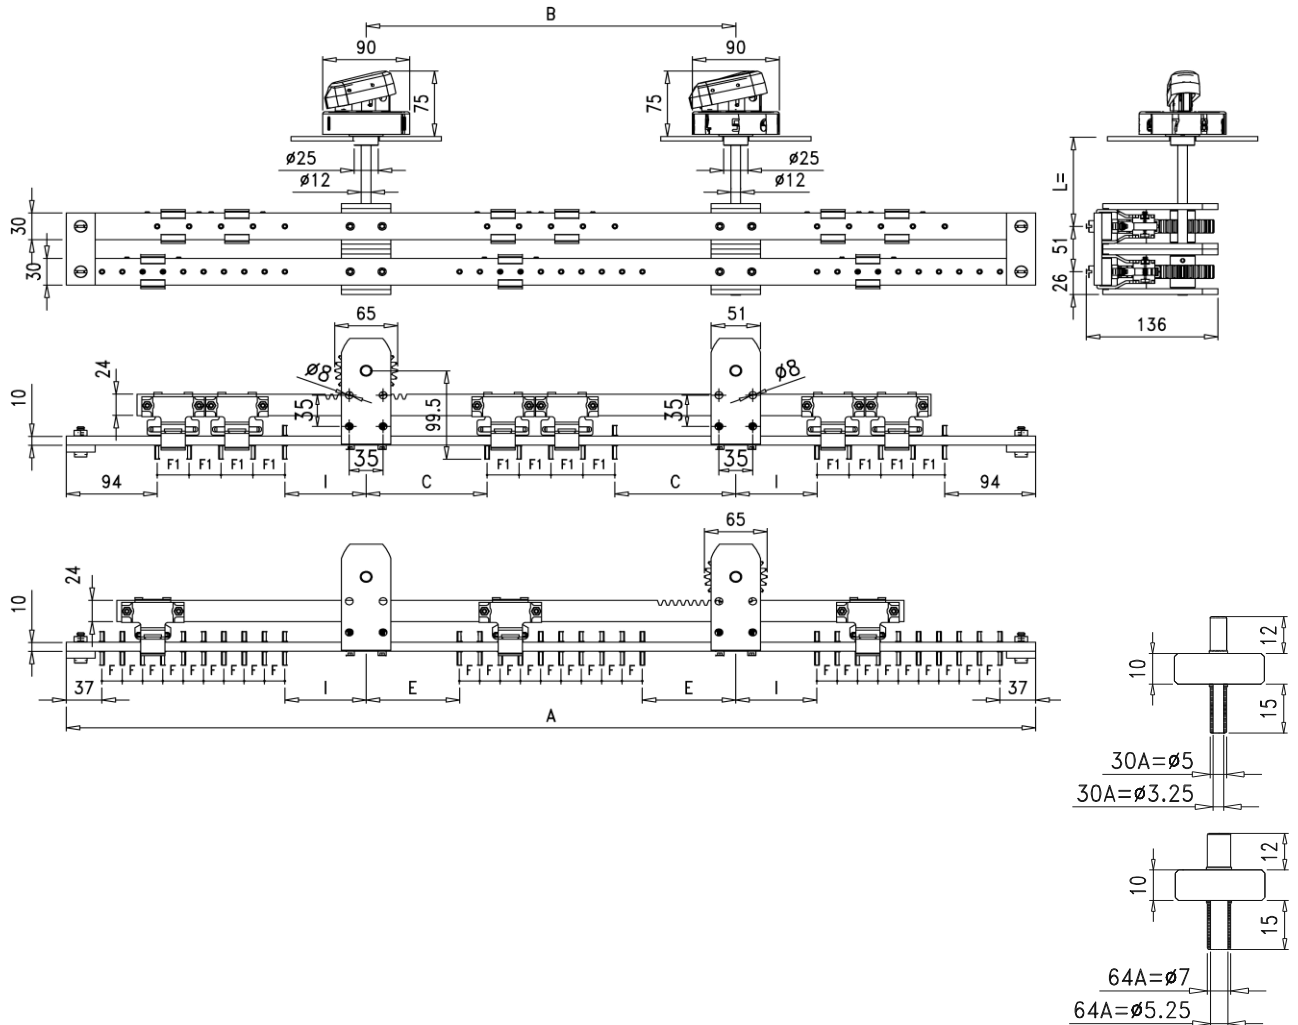 B
90
90
75
75
ø25
ø12
ø25
ø12
L=
30
30
51
26
136
65
51
24
ø8
ø8
10
35
99.5
35
F1 F1 F1 F1
35
F1 F1 F1 F1
35
F1 F1 F1 F1
94
I
C
C
I
94
65
24
10
F F F F F F F F F
F F F F F F F F F
F F F F F F F F F
37
I
E
E
I
37
A
12
10
15
30A=ø5
30A=ø3.25
12
10
15
64A=ø7
64A=ø5.25